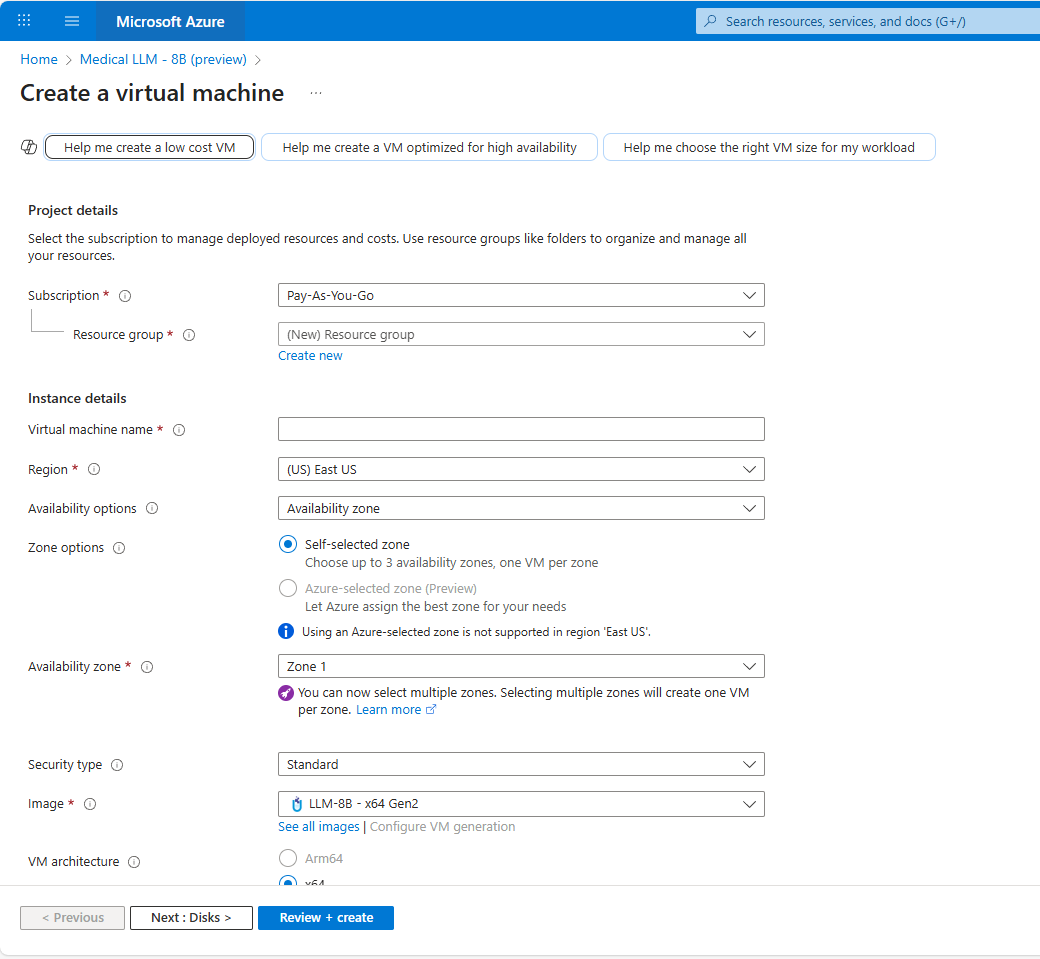 Microsoft Azure
Search resources, services, and docs (G+/)
Home > Medical LLM - 8B (preview) >
Create a virtual machine ...
Help me create a low cost VM
Help me create a VM optimized for high availability
Help me choose the right VM size for my workload
Project details
Select the subscription to manage deployed resources and costs. Use resource groups like folders to organize and manage all
your resources.
Subscription *
Pay-As-You-Go
Resource group *
(New) Resource group
Create new
Instance details
Virtual machine name *
Region *
(US) East US
Availability options
Availability zone
Zone options
Self-selected zone
Choose up to 3 availability zones, one VM per zone
Azure-selected zone (Preview)
Let Azure assign the best zone for your needs
Using an Azure-selected zone is not supported in region 'East US'.
Availability zone *
Zone 1
You can now select multiple zones. Selecting multiple zones will create one VM
per zone. Learn more
Security type
Standard
Image *
LLM-8B - x64 Gen2
See all images | Configure VM generation
VM architecture
Arm64
x64
< Previous
Next : Disks >
Review + create